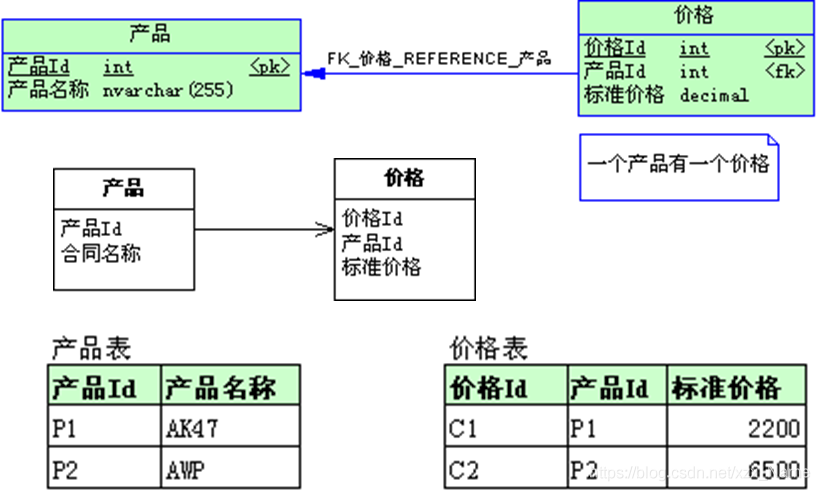 产品
产品Id int <pk>
产品名称 nvarchar(255)
FK_价格_REFERENCE_产品
价格
价格Id int <pk>
产品Id int <fk>
标准价格 decimal
一个产品有一个价格
产品
产品Id
合同名称
价格
价格Id
产品Id
标准价格
产品表
产品Id 产品名称
P1 AK47
P2 AWP
价格表
价格Id 产品Id 标准价格
C1 P1 2200
C2 P2 6500